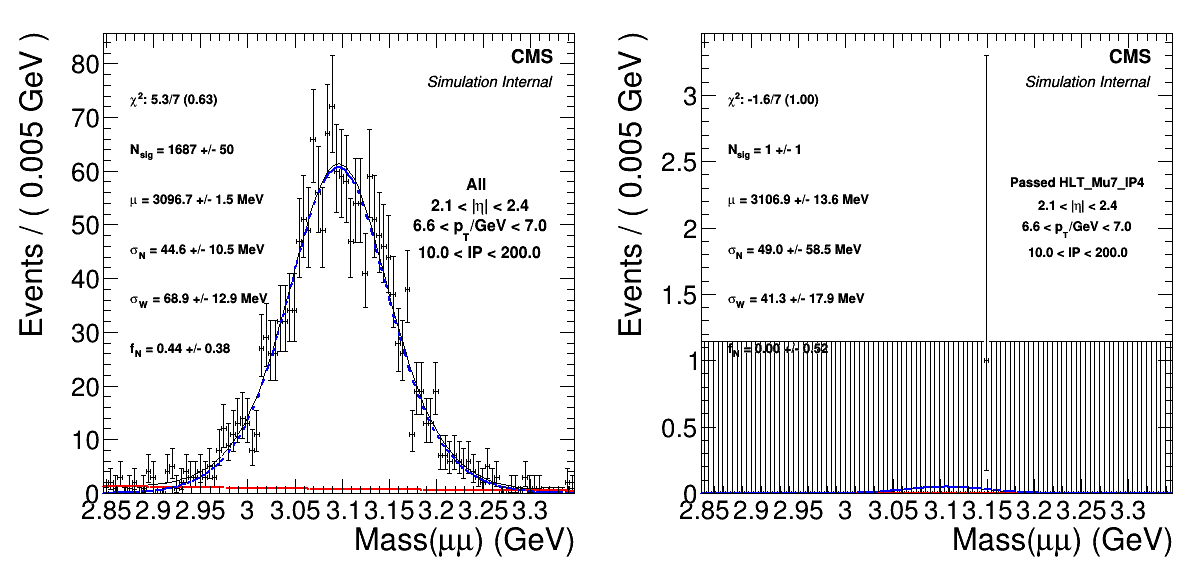 CMS
Simulation Internal
χ²: 5.3/7 (0.63)
N_sig = 1687 +/- 50
μ = 3096.7 +/- 1.5 MeV
σ_N = 44.6 +/- 10.5 MeV
σ_W = 68.9 +/- 12.9 MeV
f_N = 0.44 +/- 0.38
All
2.1 < |η| < 2.4
6.6 < p_T/GeV < 7.0
10.0 < IP < 200.0
Events / ( 0.005 GeV )
80
70
60
50
40
30
20
10
0
2.85 2.9 2.95 3 3.05 3.1 3.15 3.2 3.25 3.3
Mass(μμ) (GeV)
CMS
Simulation Internal
χ²: -1.6/7 (1.00)
N_sig = 1 +/- 1
μ = 3106.9 +/- 13.6 MeV
σ_N = 49.0 +/- 58.5 MeV
σ_W = 41.3 +/- 17.9 MeV
f_N = 0.00 +/- 0.52
Passed HLT_Mu7_IP4
2.1 < |η| < 2.4
6.6 < p_T/GeV < 7.0
10.0 < IP < 200.0
Events / ( 0.005 GeV )
3
2.5
2
1.5
1
0.5
0
2.85 2.9 2.95 3 3.05 3.1 3.15 3.2 3.25 3.3
Mass(μμ) (GeV)